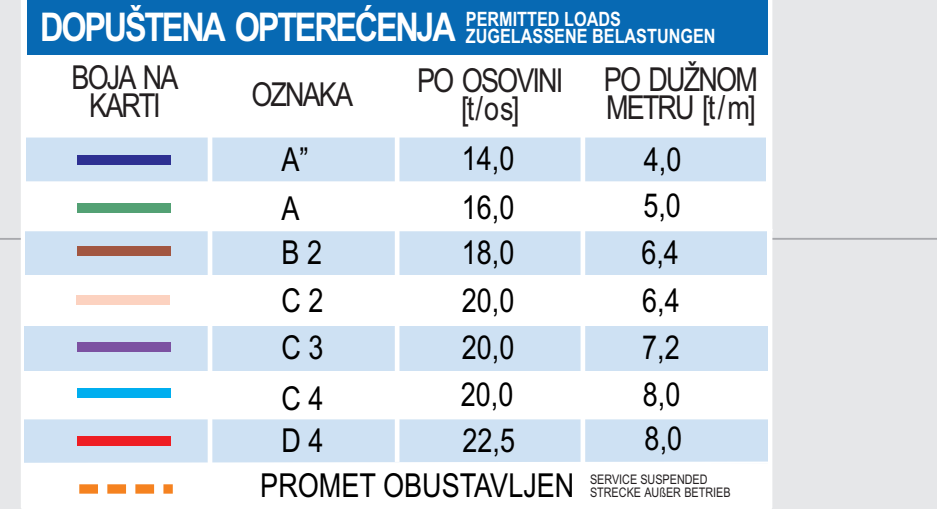 DOPUŠTENA OPTEREĆENJA PERMITTED LOADS
ZUGELASSENE BELASTUNGEN
BOJA NA KARTI OZNAKA PO OSOVINI [t/os] PO DUŽNOM METRU [t/m]
A” 14,0 4,0
A 16,0 5,0
B 2 18,0 6,4
C 2 20,0 6,4
C 3 20,0 7,2
C 4 20,0 8,0
D 4 22,5 8,0
PROMET OBUSTAVLJEN SERVICE SUSPENDED
STRECKE AUßER BETRIEB